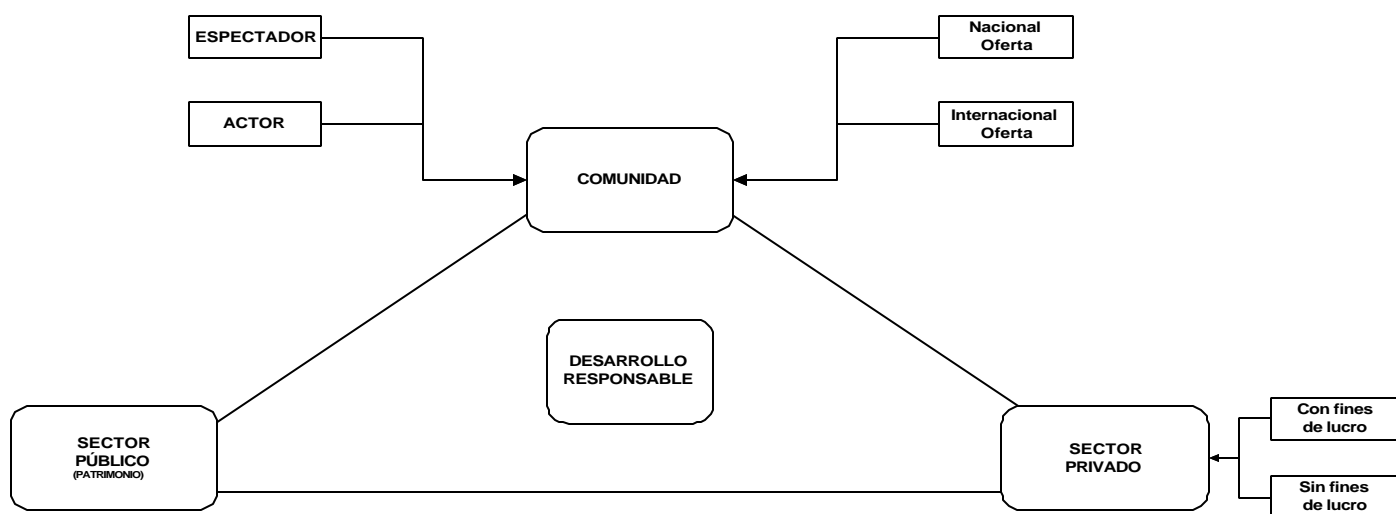 ESPECTADOR
Nacional
Oferta
ACTOR
Internacional
Oferta
COMUNIDAD
DESARROLLO
RESPONSABLE
SECTOR
PÚBLICO
(PATRIMONIO)
SECTOR
PRIVADO
Con fines
de lucro
Sin fines
de lucro